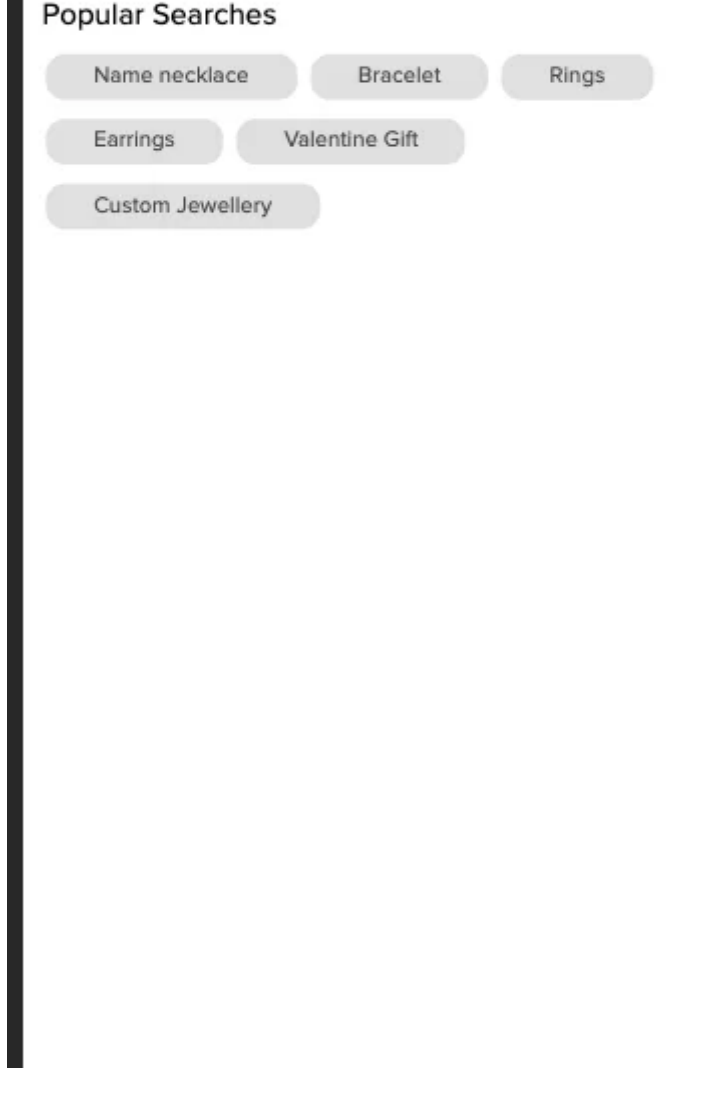 Popular Searches
Name necklace Bracelet Rings
Earrings Valentine Gift
Custom Jewellery